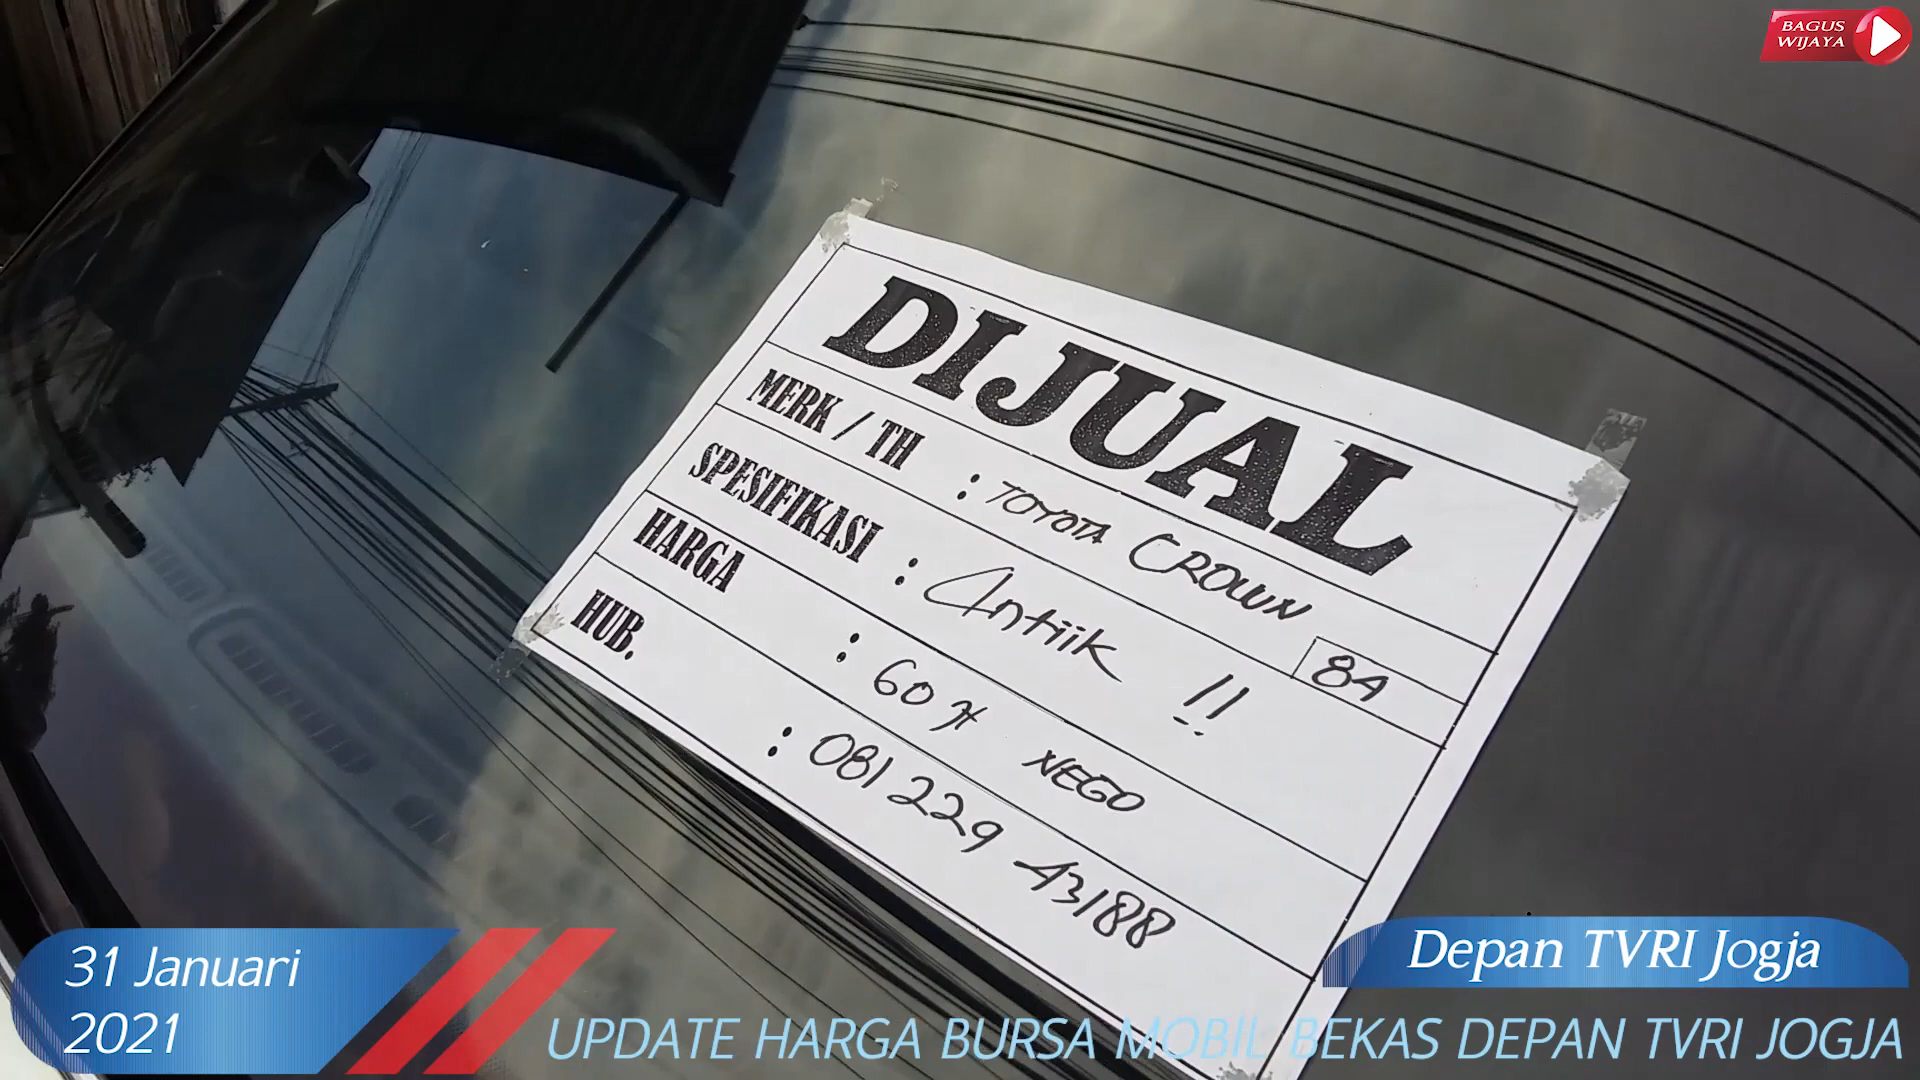 BAGUS
WIJAYA
DIJUAL
MERK / TH : TOYOTA CROWN 84
SPESIFIKASI : Antiik !!
HARGA : 60 Jt NEGO
HUB. : 081 229 43188
31 Januari
2021
Depan TVRI Jogja
UPDATE HARGA BURSA MOBIL BEKAS DEPAN TVRI JOGJA